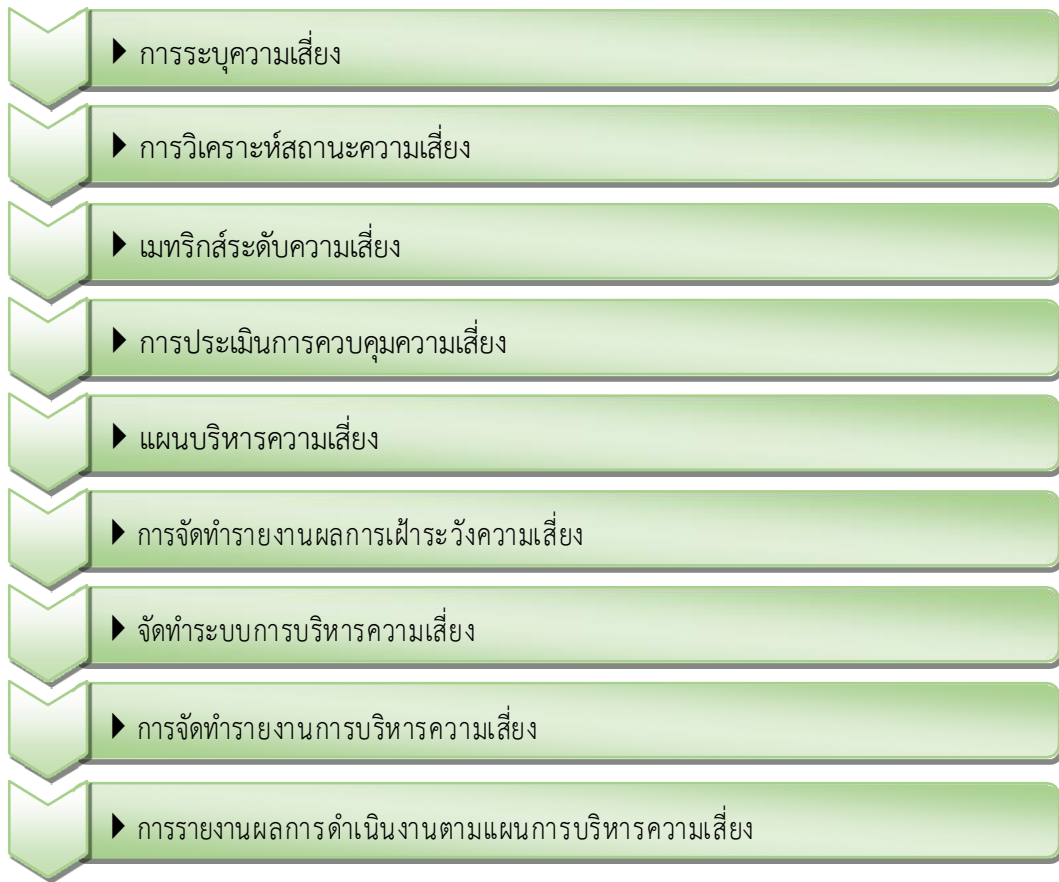 การระบุความเสี่ยง
การวิเคราะห์สถานะความเสี่ยง
เมทริกส์ระดับความเสี่ยง
การประเมินการควบคุมความเสี่ยง
แผนบริหารความเสี่ยง
การจัดทำรายงานผลการเฝ้าระวังความเสี่ยง
จัดทำระบบการบริหารความเสี่ยง
การจัดทำรายงานการบริหารความเสี่ยง
การรายงานผลการดำเนินงานตามแผนการบริหารความเสี่ยง